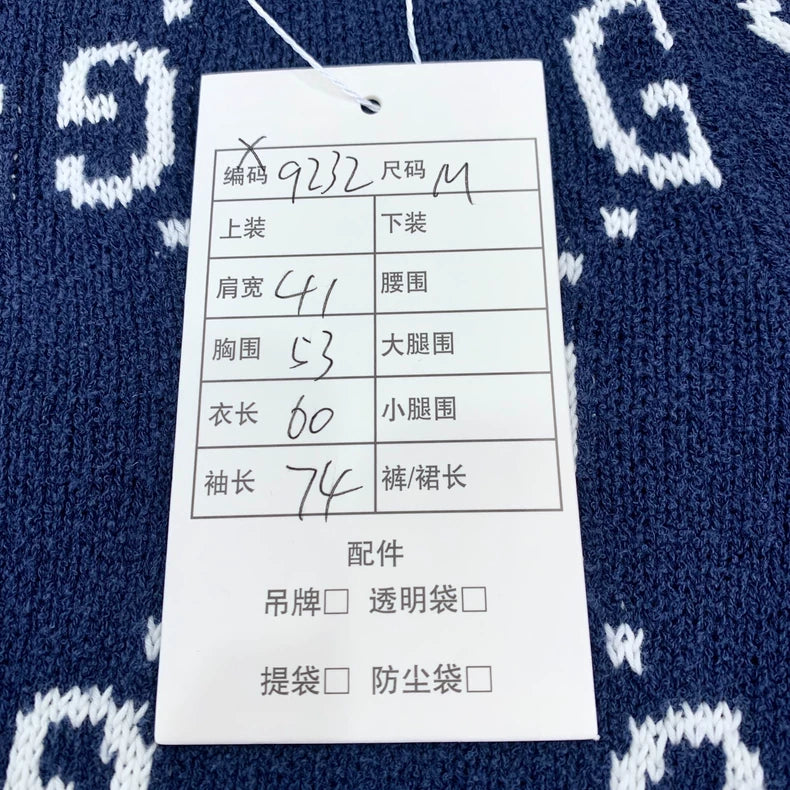 G G
X
编码 9232 尺码 M
上装 下装
肩宽 41 腰围
胸围 53 大腿围
衣长 60 小腿围
袖长 74 裤/裙长
配件
吊牌□ 透明袋□
提袋□ 防尘袋□